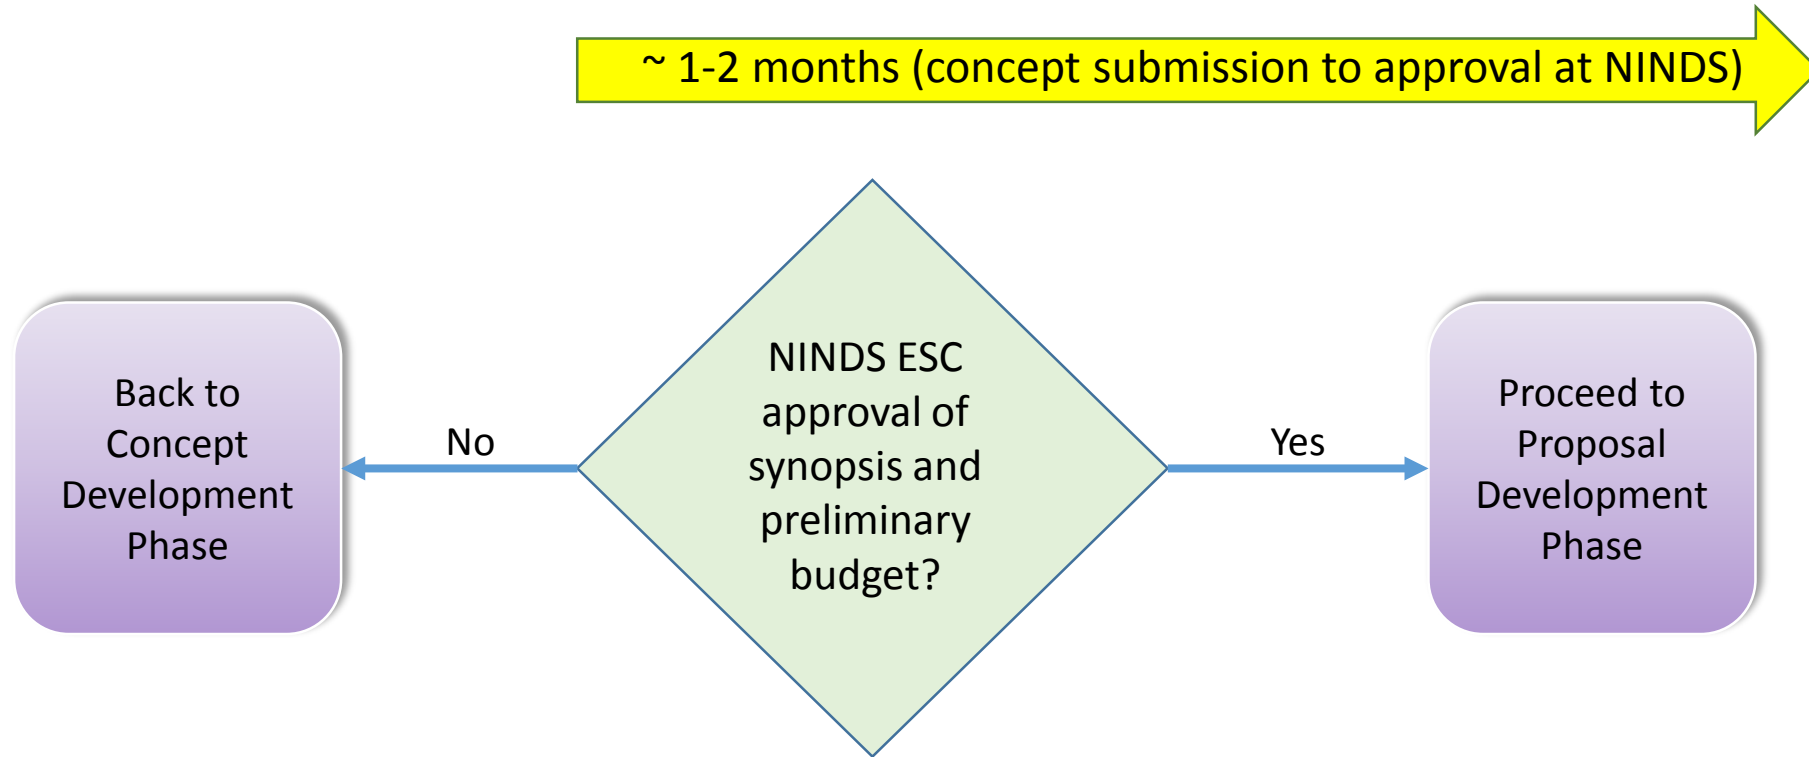 ~ 1-2 months (concept submission to approval at NINDS)
Back to
Concept
Development
Phase
No
NINDS ESC
approval of
synopsis and
preliminary
budget?
Yes
Proceed to
Proposal
Development
Phase